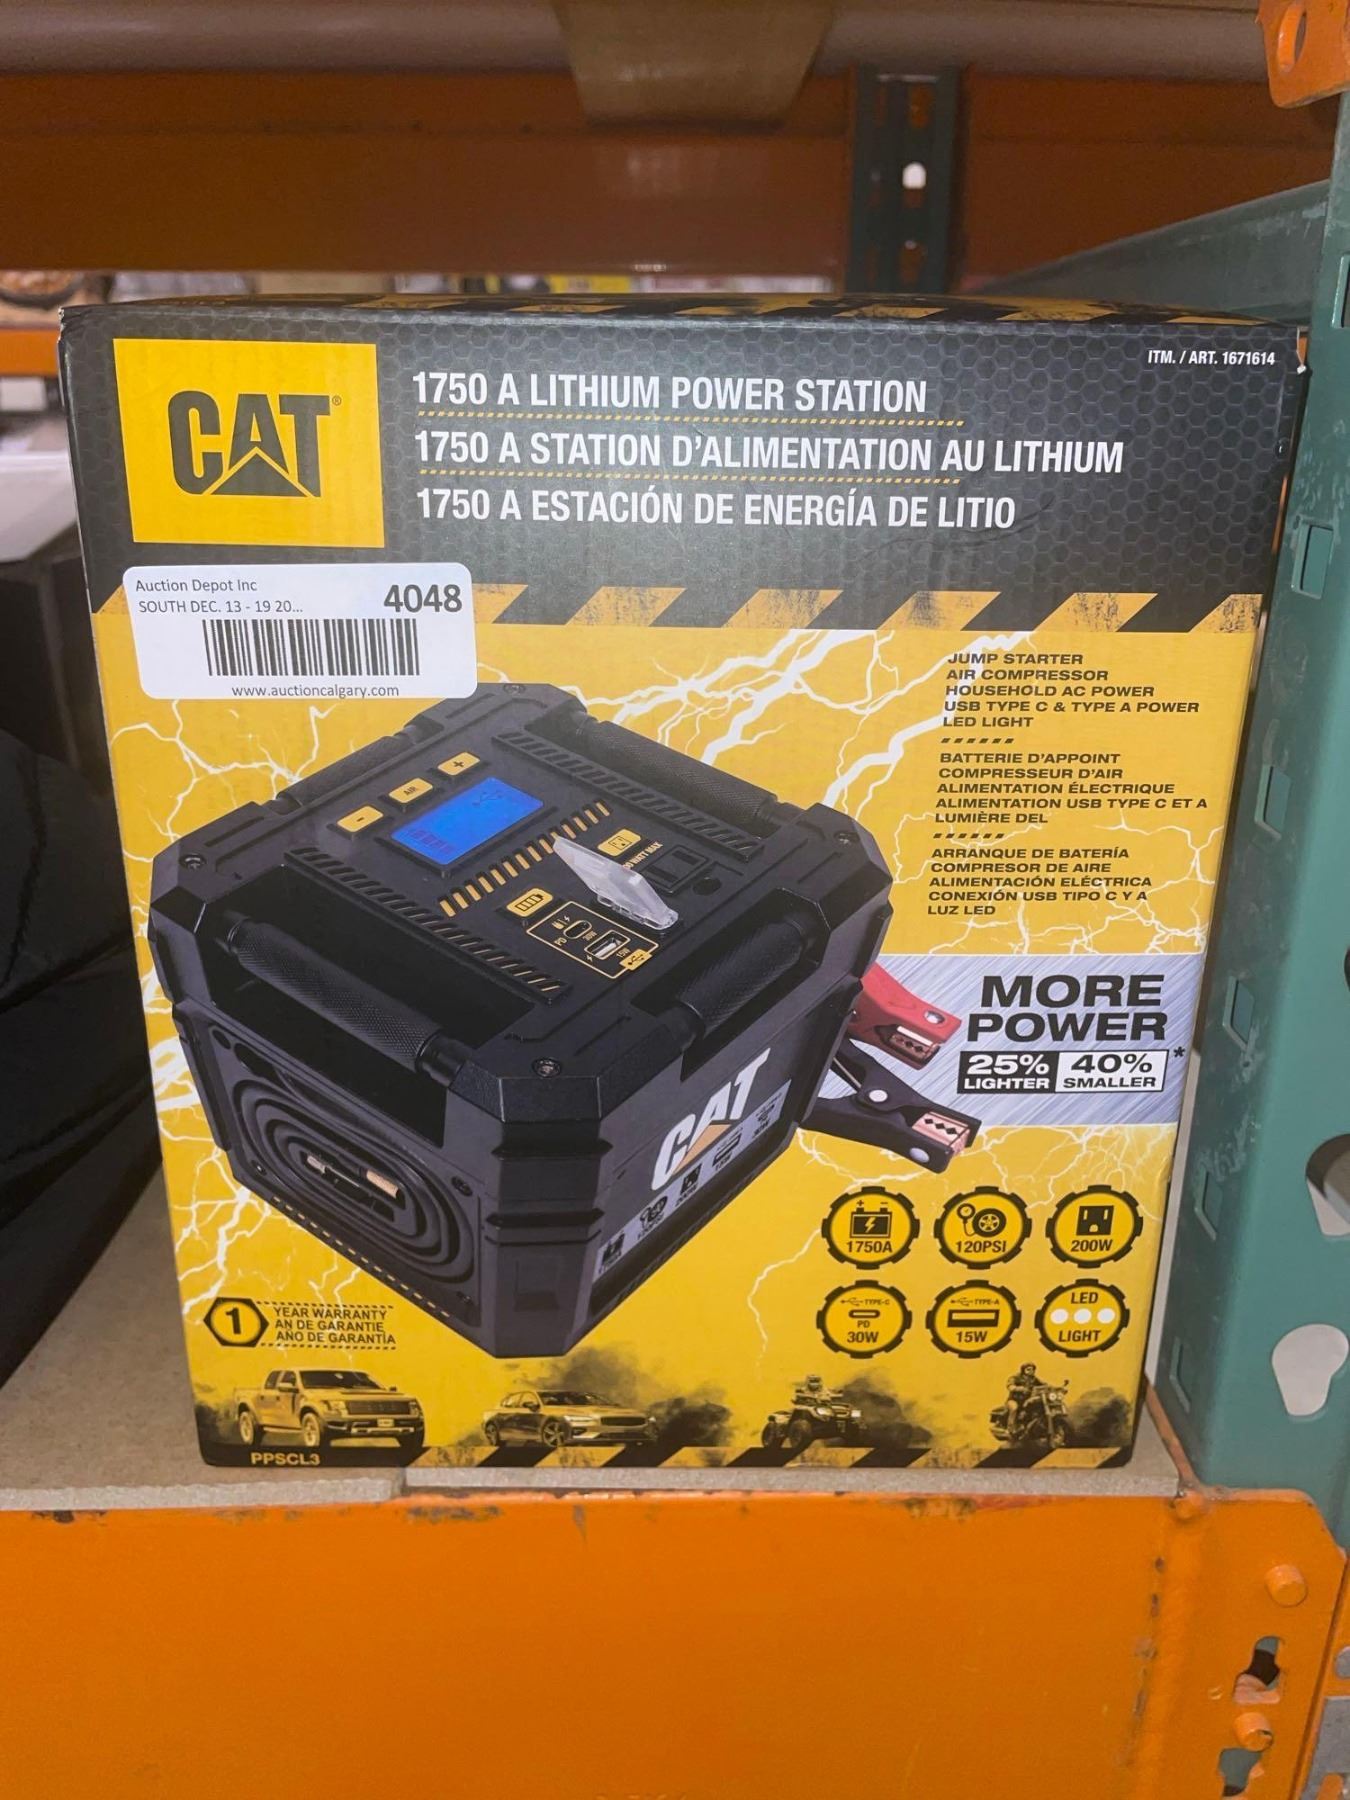 ITM. / ART. 1671614
CAT®
1750 A LITHIUM POWER STATION
1750 A STATION D'ALIMENTATION AU LITHIUM
1750 A ESTACIÓN DE ENERGÍA DE LITIO
Auction Depot Inc
SOUTH DEC. 13 - 19 20...
4048
www.auctioncalgary.com
JUMP STARTER
AIR COMPRESSOR
HOUSEHOLD AC POWER
USB TYPE C & TYPE A POWER
LED LIGHT
BATTERIE D'APPOINT
COMPRESSEUR D'AIR
ALIMENTATION ÉLECTRIQUE
ALIMENTATION USB TYPE C ET A
LUMIÈRE DEL
ARRANQUE DE BATERÍA
COMPRESOR DE AIRE
ALIMENTACIÓN ELÉCTRICA
CONEXIÓN USB TIPO C Y A
LUZ LED
+
AIR
-
WATT MAX
PD
30W
15W
CAT
MORE
POWER
25% LIGHTER
40% SMALLER*
1750A
120PSI
200W
TYPE-C
PD
30W
TYPE-A
15W
LED
LIGHT
1
YEAR WARRANTY
AN DE GARANTIE
AÑO DE GARANTÍA
PPSCL3